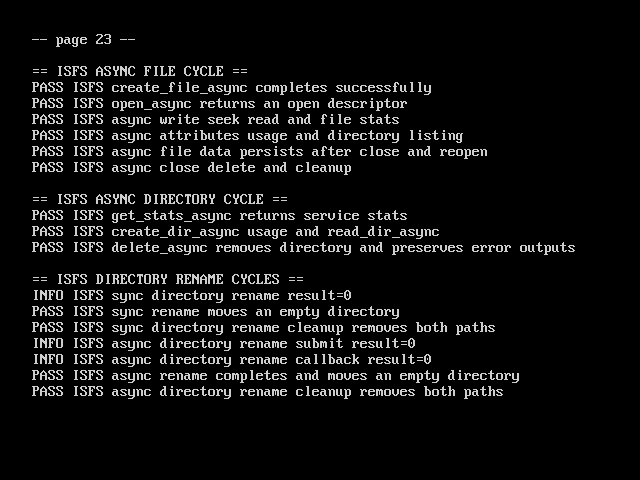 -- page 23 --
== ISFS ASYNC FILE CYCLE ==
PASS ISFS create_file_async completes successfully
PASS ISFS open_async returns an open descriptor
PASS ISFS async write seek read and file stats
PASS ISFS async attributes usage and directory listing
PASS ISFS async file data persists after close and reopen
PASS ISFS async close delete and cleanup
== ISFS ASYNC DIRECTORY CYCLE ==
PASS ISFS get_stats_async returns service stats
PASS ISFS create_dir_async usage and read_dir_async
PASS ISFS delete_async removes directory and preserves error outputs
== ISFS DIRECTORY RENAME CYCLES ==
INFO ISFS sync directory rename result=0
PASS ISFS sync rename moves an empty directory
PASS ISFS sync directory rename cleanup removes both paths
INFO ISFS async directory rename submit result=0
INFO ISFS async directory rename callback result=0
PASS ISFS async rename completes and moves an empty directory
PASS ISFS async directory rename cleanup removes both paths